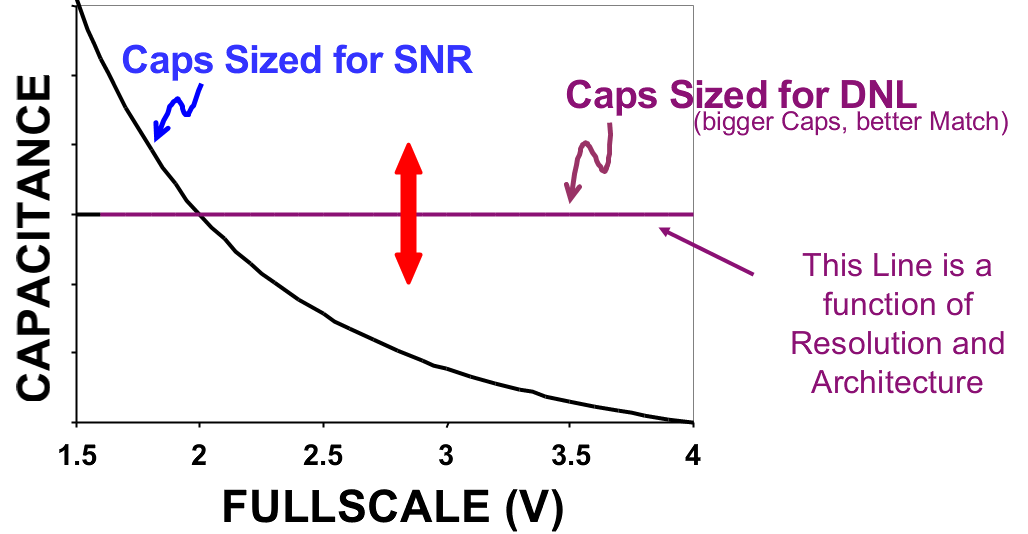 Caps Sized for SNR
Caps Sized for DNL
(bigger Caps, better Match)
CAPACITANCE
This Line is a
function of
Resolution and
Architecture
1.5 2 2.5 3 3.5 4
FULLSCALE (V)